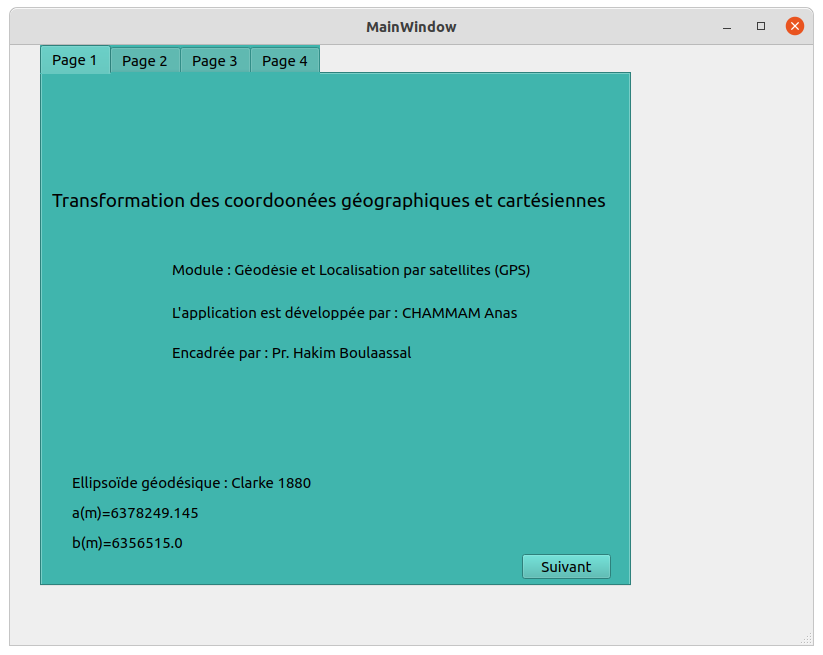 MainWindow
Page 1 Page 2 Page 3 Page 4
Transformation des coordoonées géographiques et cartésiennes
Module : Géodésie et Localisation par satellites (GPS)
L'application est développée par : CHAMMAM Anas
Encadrée par : Pr. Hakim Boulaassal
Ellipsoïde géodésique : Clarke 1880
a(m)=6378249.145
b(m)=6356515.0
Suivant